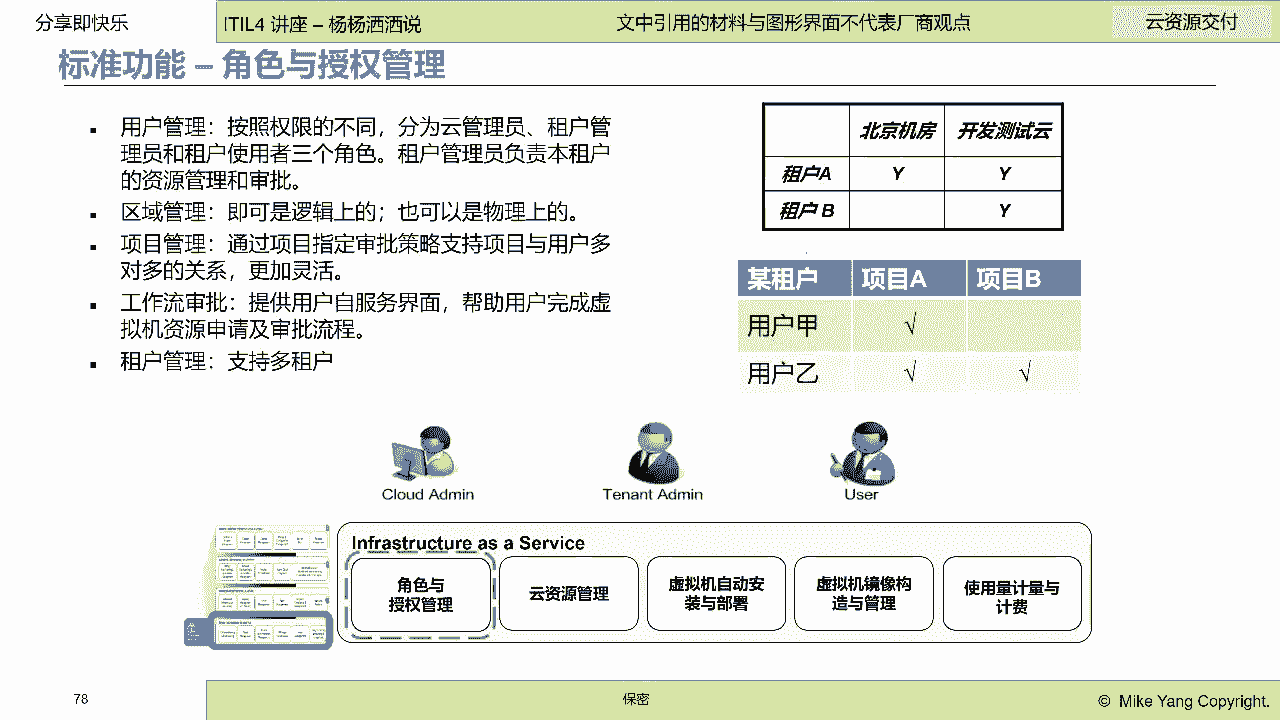 分享即快乐
ITIL4 讲座 – 杨杨洒洒说
文中引用的材料与图形界面不代表厂商观点
云资源交付
标准功能 – 角色与授权管理
▪ 用户管理：按照权限的不同，分为云管理员、租户管
理员和租户使用者三个角色。租户管理员负责本租户
的资源管理和审批。
▪ 区域管理：即可是逻辑上的；也可以是物理上的。
▪ 项目管理：通过项目指定审批策略支持项目与用户多
对多的关系，更加灵活。
▪ 工作流审批：提供用户自服务界面，帮助用户完成虚
拟机资源申请及审批流程。
▪ 租户管理：支持多租户
北京机房 开发测试云
租户A Y Y
租户 B Y
某租户 项目A 项目B
用户甲 √
用户乙 √ √
Cloud Admin
Tenant Admin
User
Infrastructure as a Service
角色与
授权管理
云资源管理
虚拟机自动安
装与部署
虚拟机镜像构
造与管理
使用量计量与
计费
78
保密
© Mike Yang Copyright.